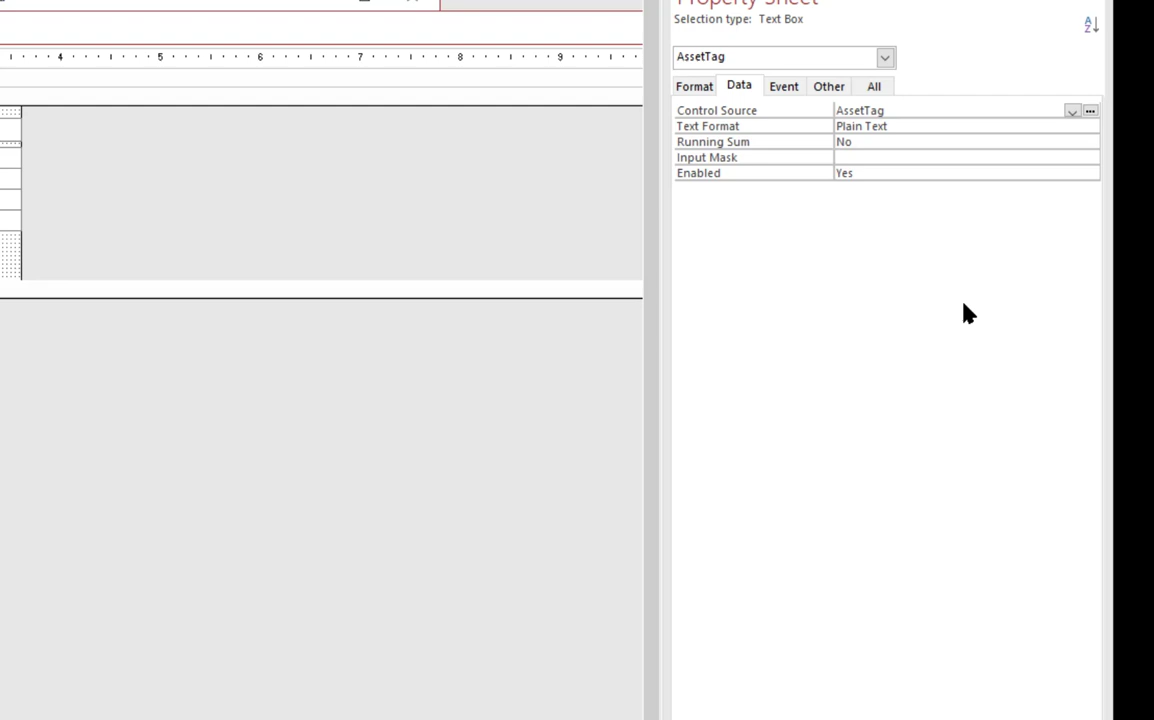 Property Sheet
Selection type: Text Box
AssetTag
Format Data Event Other All
Control Source AssetTag
Text Format Plain Text
Running Sum No
Input Mask
Enabled Yes
4 5 6 7 8 9